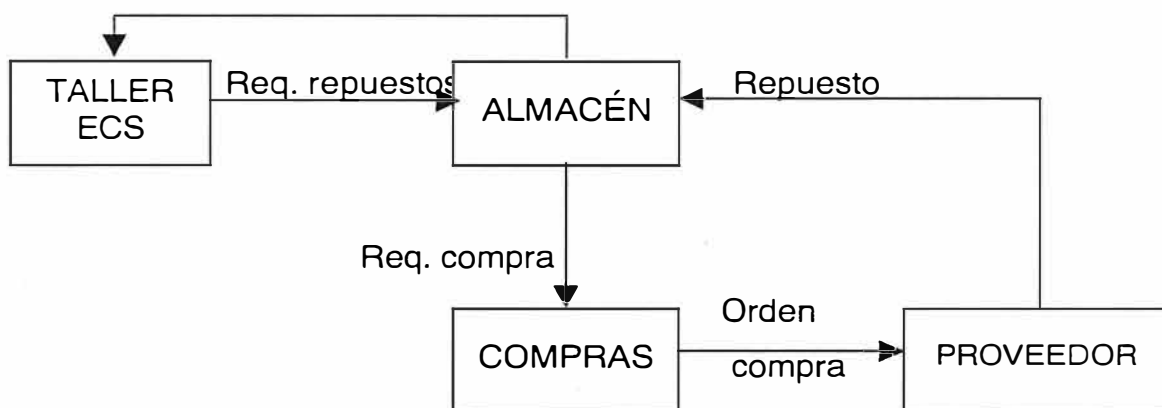 TALLER
ECS
Req. repuestos
ALMACÉN
Repuesto
Req. compra
COMPRAS
Orden
compra
PROVEEDOR